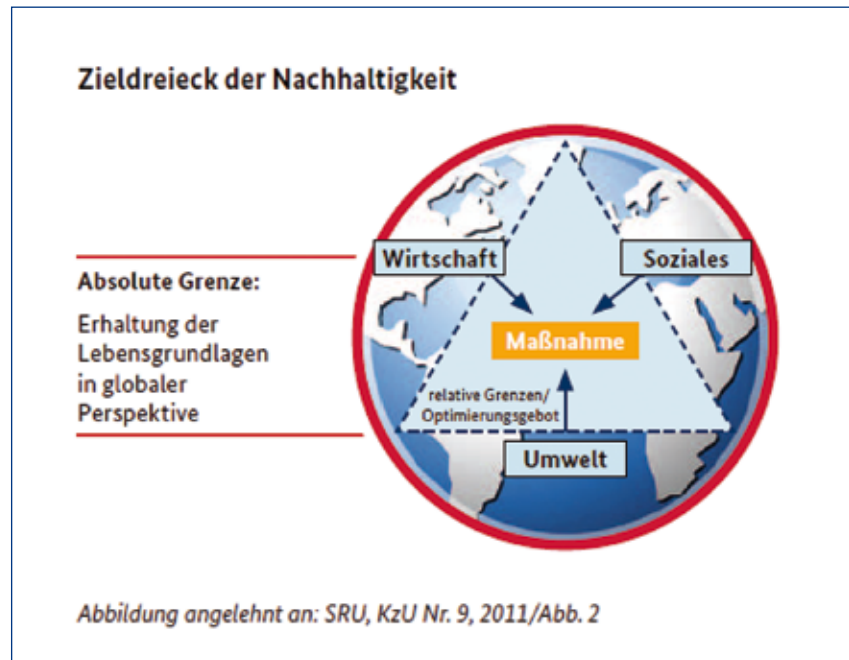 Zieldreieck der Nachhaltigkeit
Wirtschaft
Soziales
Absolute Grenze:
Erhaltung der
Lebensgrundlagen
in globaler
Perspektive
Maßnahme
relative Grenzen/
Optimierungsgebot
Umwelt
Abbildung angelehnt an: SRU, KzU Nr. 9, 2011/Abb. 2